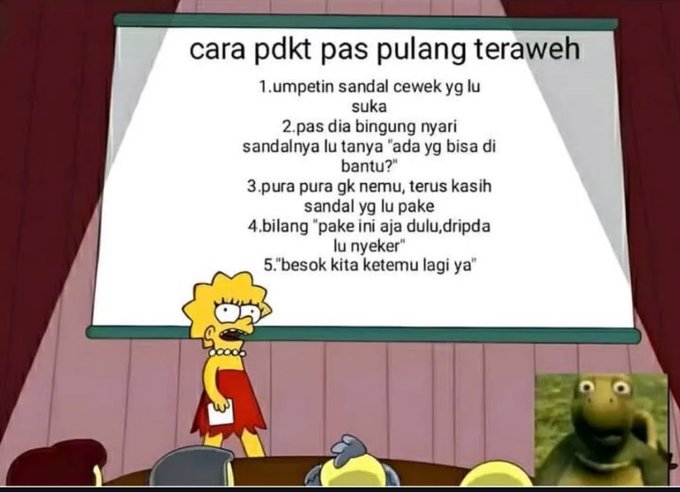 cara pdkt pas pulang teraweh
1.umpetin sandal cewek yg lu
suka
2.pas dia bingung nyari
sandalnya lu tanya "ada yg bisa di
bantu?"
3.pura pura gk nemu, terus kasih
sandal yg lu pake
4.bilang "pake ini aja dulu,dripda
lu nyeker"
5."besok kita ketemu lagi ya"